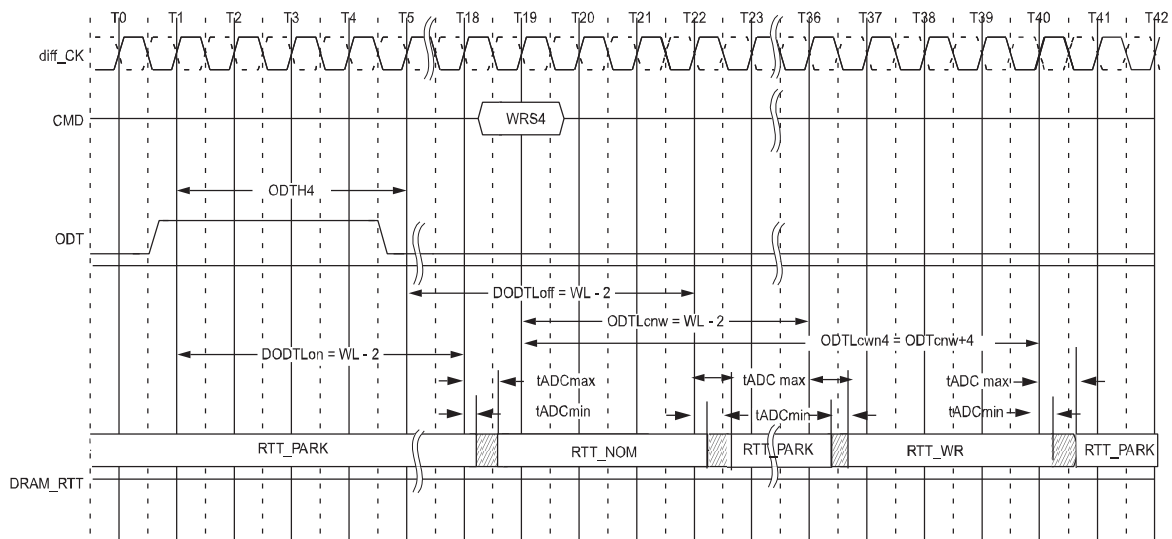 T0 T1 T2 T3 T4 T5 T18 T19 T20 T21 T22 T23 T36 T37 T38 T39 T40 T41 T42
diff_CK
CMD
WRS4
ODTH4
ODT
DODTLoff = WL - 2
ODTLcnw = WL - 2
ODTLcwn4 = ODTcnw+4
DODTLon = WL - 2
tADCmax
tADC max
tADC max
tADCmin
tADCmin
tADCmin
RTT_PARK
RTT_NOM
RTT_PARK
RTT_WR
RTT_PARK
DRAM_RTT